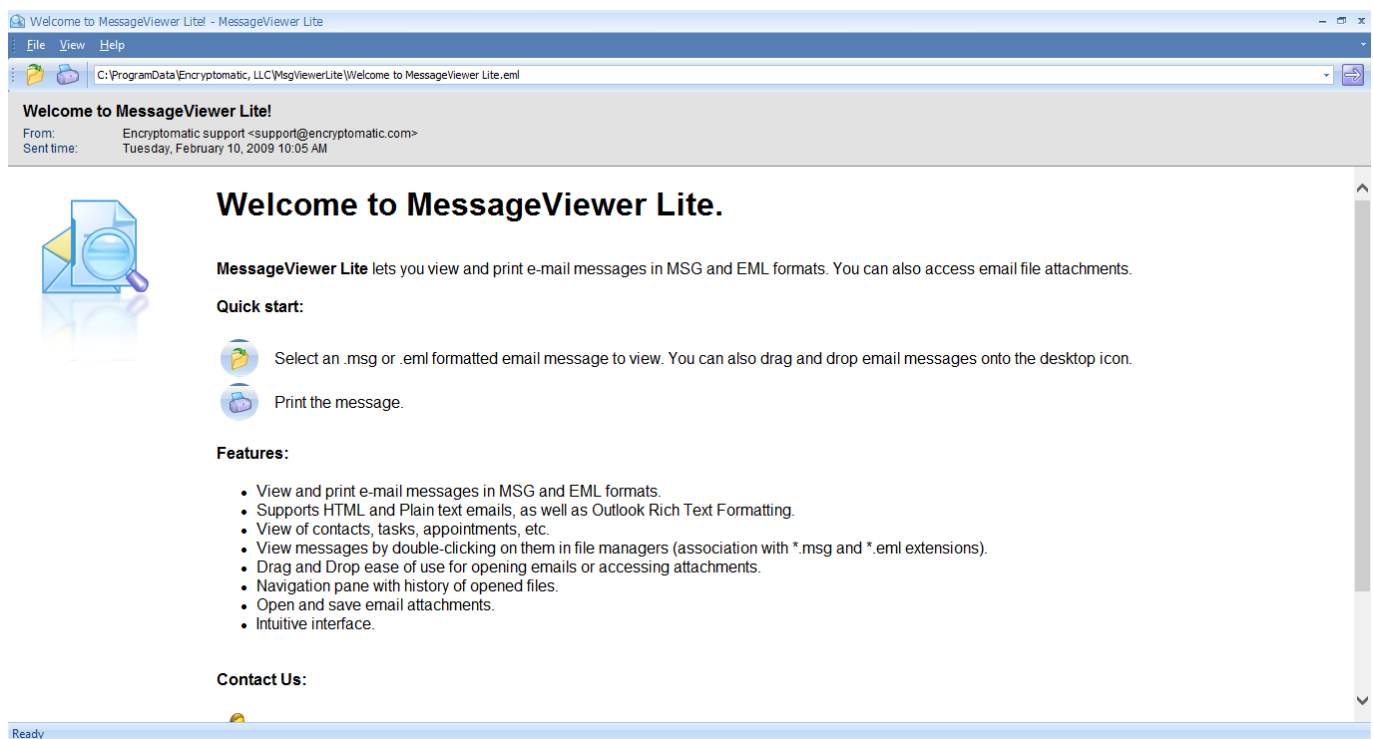 Welcome to MessageViewer Lite! - MessageViewer Lite
File View Help
C:\ProgramData\Encryptomatic, LLC\MsgViewerLite\Welcome to MessageViewer Lite.eml
Welcome to MessageViewer Lite!
From: Encryptomatic support <support@encryptomatic.com>
Sent time: Tuesday, February 10, 2009 10:05 AM
Welcome to MessageViewer Lite.
MessageViewer Lite lets you view and print e-mail messages in MSG and EML formats. You can also access email file attachments.
Quick start:
Select an .msg or .eml formatted email message to view. You can also drag and drop email messages onto the desktop icon.
Print the message.
Features:
• View and print e-mail messages in MSG and EML formats.
• Supports HTML and Plain text emails, as well as Outlook Rich Text Formatting.
• View of contacts, tasks, appointments, etc.
• View messages by double-clicking on them in file managers (association with *.msg and *.eml extensions).
• Drag and Drop ease of use for opening emails or accessing attachments.
• Navigation pane with history of opened files.
• Open and save email attachments.
• Intuitive interface.
Contact Us:
Ready